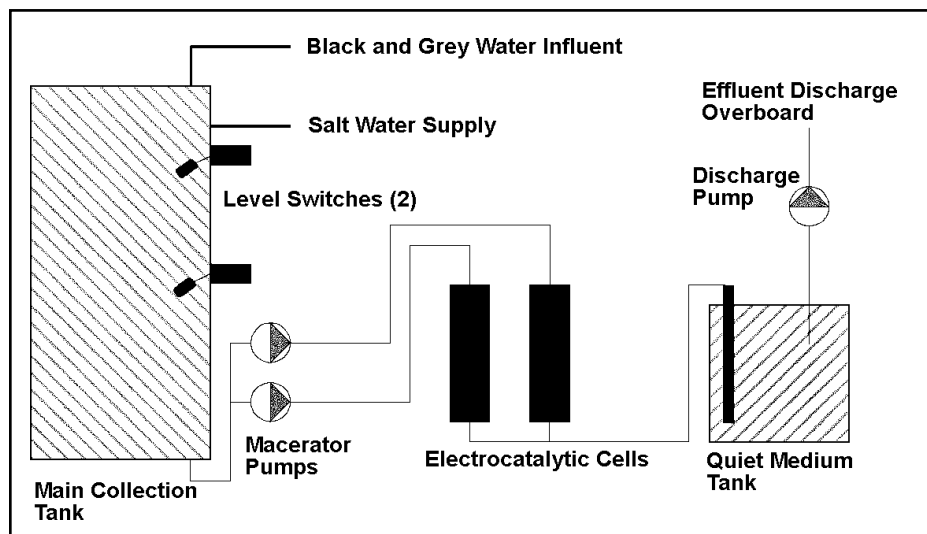 Black and Grey Water Influent
Salt Water Supply
Level Switches (2)
Effluent Discharge
Overboard
Discharge
Pump
Macerator
Pumps
Electrocatalytic Cells
Quiet Medium
Tank
Main Collection
Tank